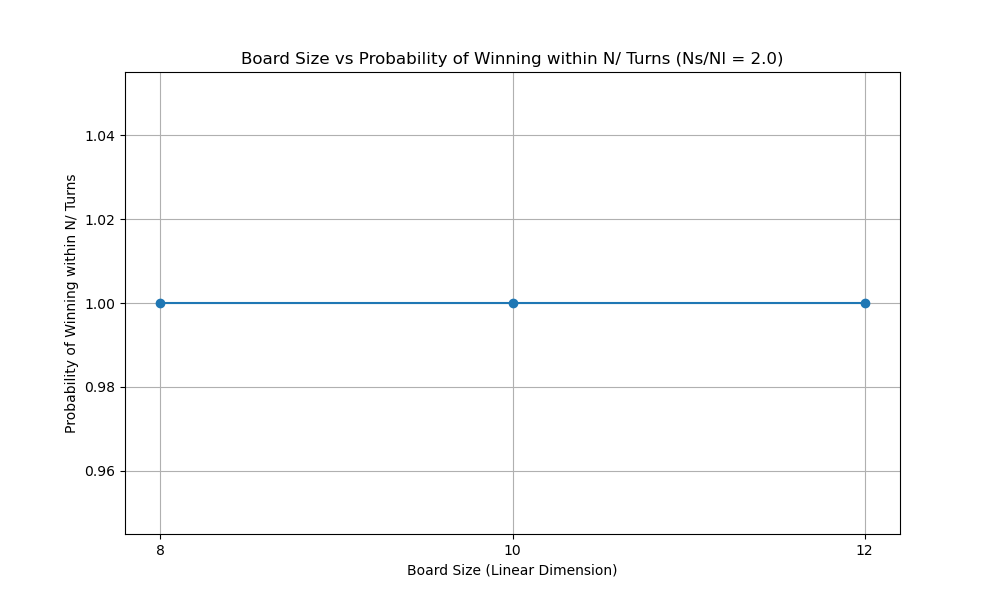 Board Size vs Probability of Winning within N/ Turns (Ns/Nl = 2.0)
Probability of Winning within N/ Turns
1.04
1.02
1.00
0.98
0.96
8
10
12
Board Size (Linear Dimension)